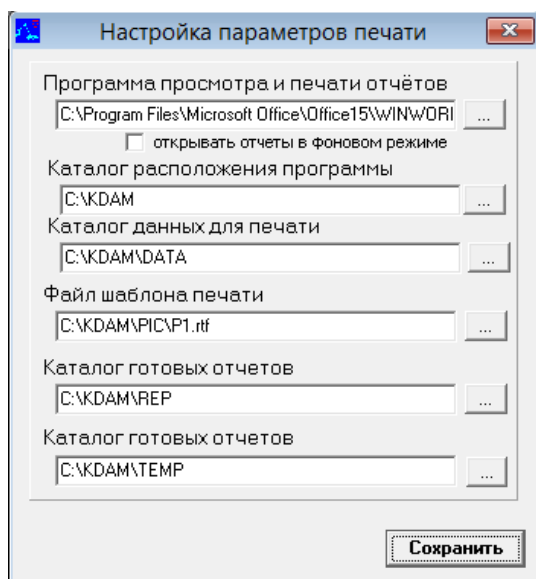 Настройка параметров печати
Программа просмотра и печати отчётов
C:\Program Files\Microsoft Office\Office15\WINWORI
...
открывать отчеты в фоновом режиме
Каталог расположения программы
C:\KDAM
...
Каталог данных для печати
C:\KDAM\DATA
...
Файл шаблона печати
C:\KDAM\PIC\P1.rtf
...
Каталог готовых отчетов
C:\KDAM\REP
...
Каталог готовых отчетов
C:\KDAM\TEMP
...
Сохранить